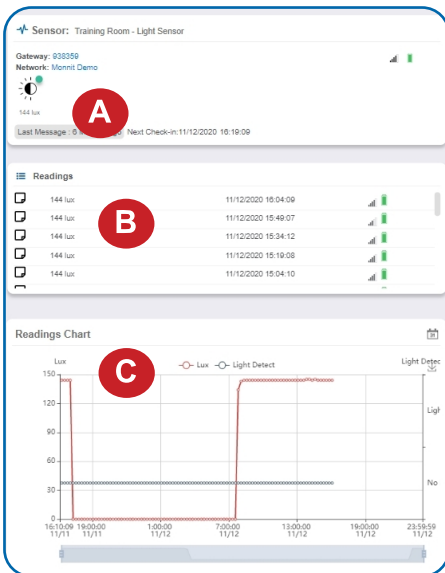 Sensor: Training Room - Light Sensor
Gateway: 938359
Network: Monnit Demo
144 lux
A
Last Message : 6 Next Check-in:11/12/2020 16:19:09
Readings
144 lux 11/12/2020 16:04:09
B
144 lux 11/12/2020 15:49:07
144 lux 11/12/2020 15:34:12
144 lux 11/12/2020 15:19:08
144 lux 11/12/2020 15:04:10
Readings Chart
31
C
Lux Lux Light Detect Light Detec
150
120 Ligh
90
60
No
30
0
16:10:09 19:00:00 1:00:00 7:00:00 13:00:00 19:00:00 23:59:59
11/11 11/11 11/12 11/12 11/12 11/12 11/12